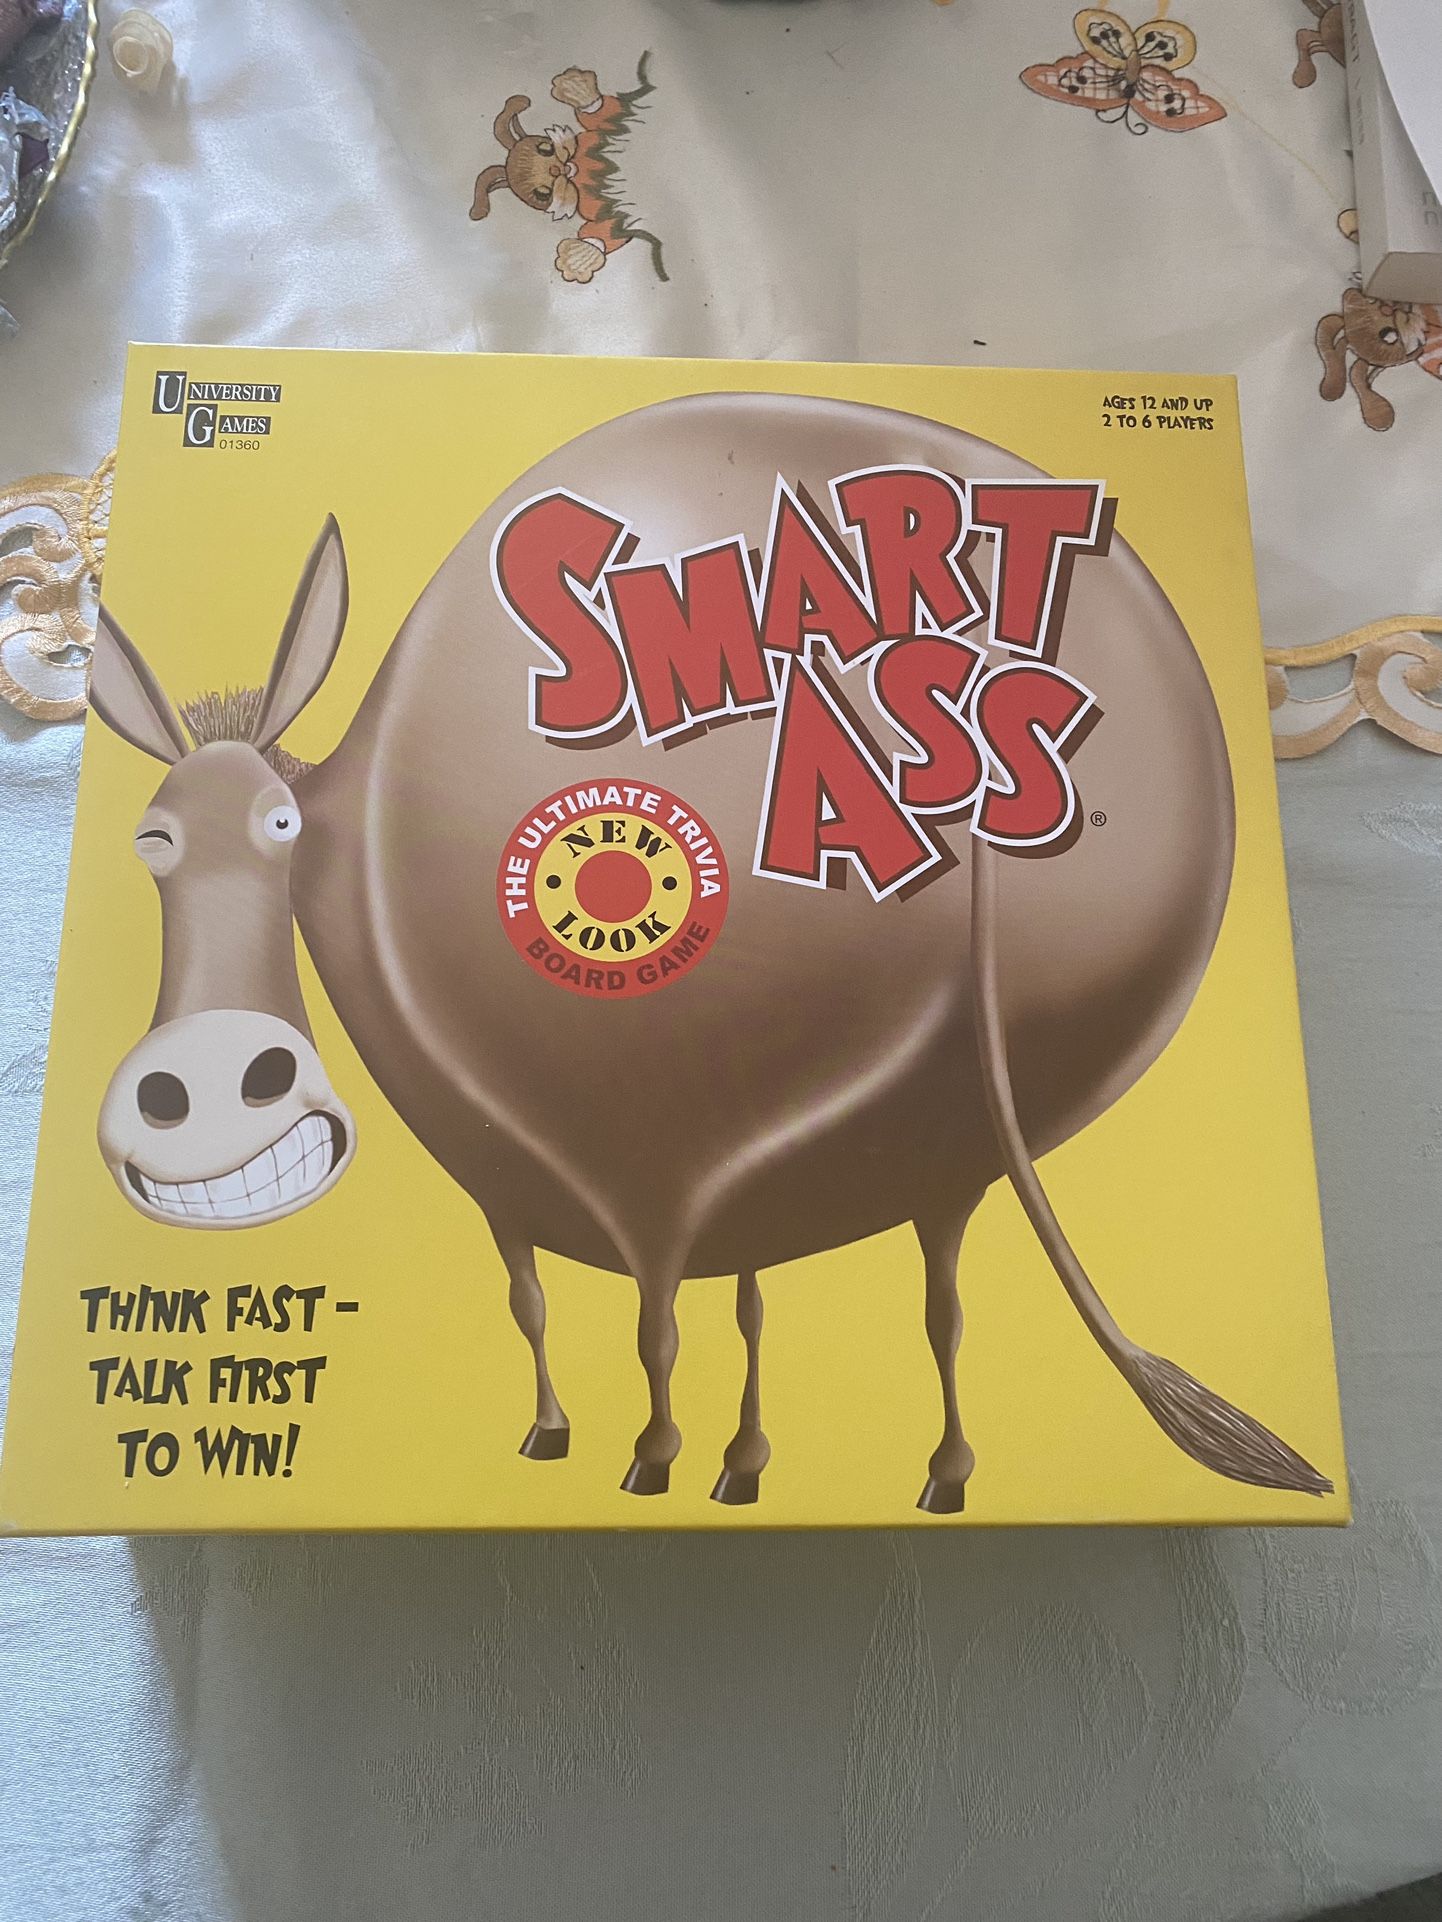 UNIVERSITY
GAMES
01360
AGES 12 AND UP
2 TO 6 PLAYERS
SMART
ASS
®
THE ULTIMATE TRIVIA
BOARD GAME
NEW
LOOK
THINK FAST -
TALK FIRST
TO WIN!